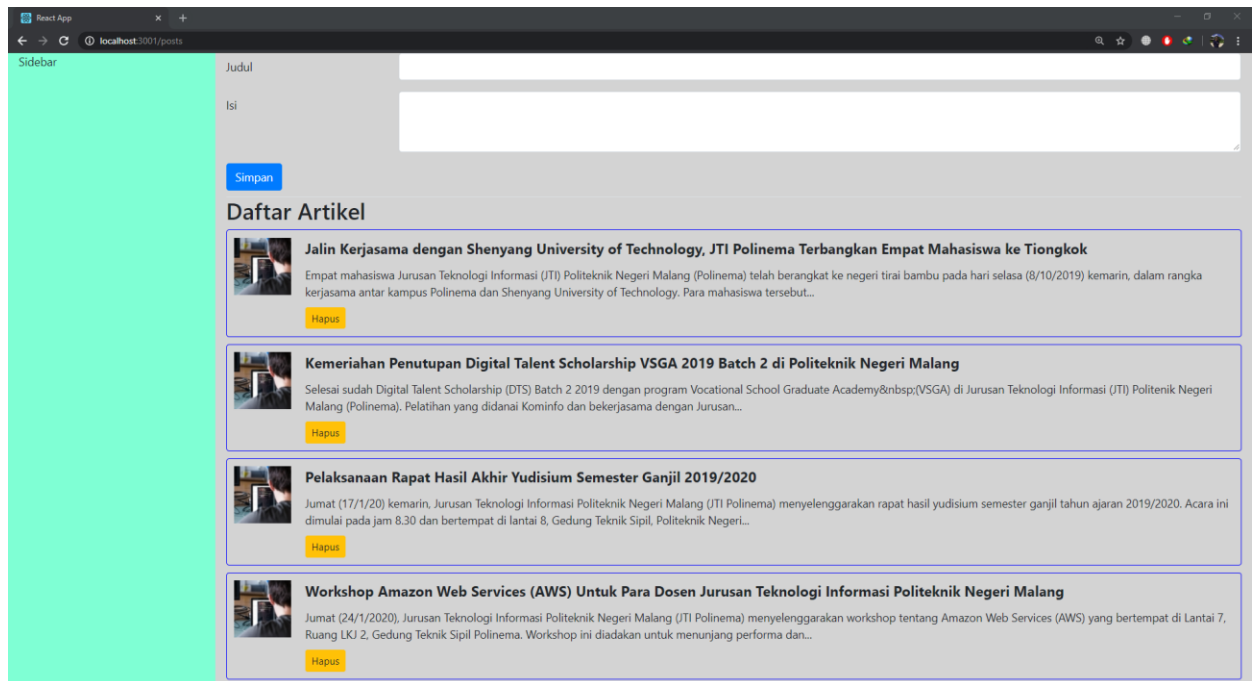 React App
localhost:3001/posts
Sidebar
Judul
Isi
Simpan
Daftar Artikel
Jalin Kerjasama dengan Shenyang University of Technology, JTI Polinema Terbangkan Empat Mahasiswa ke Tiongkok
Empat mahasiswa Jurusan Teknologi Informasi (JTI) Politeknik Negeri Malang (Polinema) telah berangkat ke negeri tirai bambu pada hari selasa (8/10/2019) kemarin, dalam rangka
kerjasama antar kampus Polinema dan Shenyang University of Technology. Para mahasiswa tersebut...
Hapus
Kemeriahan Penutupan Digital Talent Scholarship VSGA 2019 Batch 2 di Politeknik Negeri Malang
Selesai sudah Digital Talent Scholarship (DTS) Batch 2 2019 dengan program Vocational School Graduate Academy&nbsp;(VSGA) di Jurusan Teknologi Informasi (JTI) Politenik Negeri
Malang (Polinema). Pelatihan yang didanai Kominfo dan bekerjasama dengan Jurusan...
Hapus
Pelaksanaan Rapat Hasil Akhir Yudisium Semester Ganjil 2019/2020
Jumat (17/1/20) kemarin, Jurusan Teknologi Informasi Politeknik Negeri Malang (JTI Polinema) menyelenggarakan rapat hasil yudisium semester ganjil tahun ajaran 2019/2020. Acara ini
dimulai pada jam 8.30 dan bertempat di lantai 8, Gedung Teknik Sipil, Politeknik Negeri...
Hapus
Workshop Amazon Web Services (AWS) Untuk Para Dosen Jurusan Teknologi Informasi Politeknik Negeri Malang
Jumat (24/1/2020), Jurusan Teknologi Informasi Politeknik Negeri Malang (JTI Polinema) menyelenggarakan workshop tentang Amazon Web Services (AWS) yang bertempat di Lantai 7,
Ruang LKJ 2, Gedung Teknik Sipil Polinema. Workshop ini diadakan untuk menunjang performa dan...
Hapus